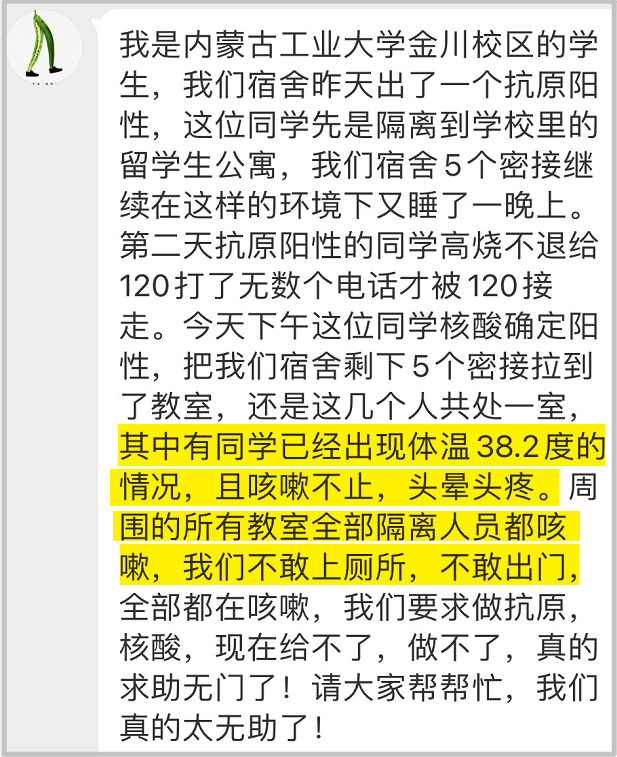 我是内蒙古工业大学金川校区的学
生，我们宿舍昨天出了一个抗原阳
性，这位同学先是隔离到学校里的
留学生公寓，我们宿舍5个密接继
续在这样的环境下又睡了一晚上。
第二天抗原阳性的同学高烧不退给
120打了无数个电话才被120接
走。今天下午这位同学核酸确定阳
性，把我们宿舍剩下5个密接拉到
了教室，还是这几个人共处一室，
其中有同学已经出现体温38.2度的
情况，且咳嗽不止，头晕头疼。周
围的所有教室全部隔离人员都咳
嗽，我们不敢上厕所，不敢出门，
全部都在咳嗽，我们要求做抗原，
核酸，现在给不了，做不了，真的
求助无门了！请大家帮帮忙，我们
真的太无助了！